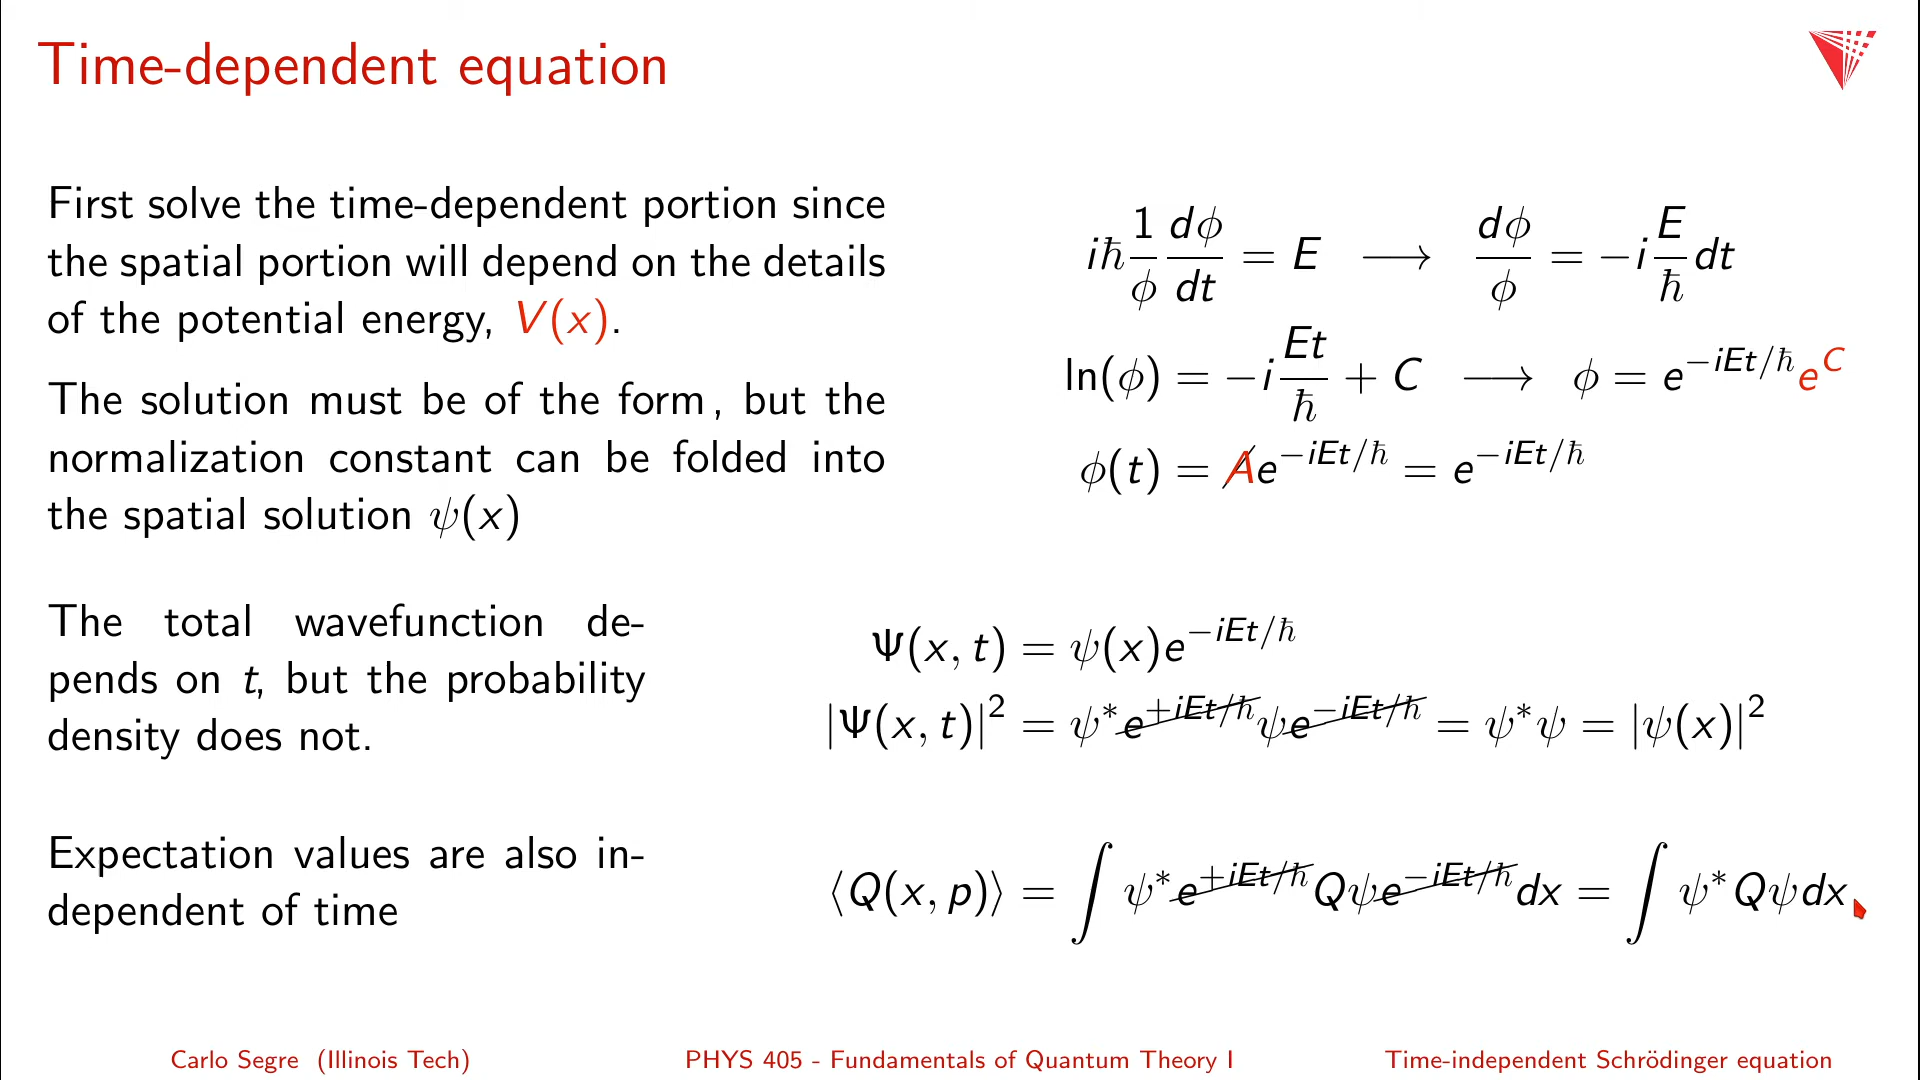 Time-dependent equation
First solve the time-dependent portion since
the spatial portion will depend on the details
of the potential energy, V(x).
iħ 1/φ dφ/dt = E ⟶ dφ/φ = −i E/ħ dt
ln(φ) = −i Et/ħ + C ⟶ φ = e^{−iEt/ħ} e^C
The solution must be of the form , but the
normalization constant can be folded into
the spatial solution ψ(x)
φ(t) = A e^{−iEt/ħ} = e^{−iEt/ħ}
The total wavefunction de-
pends on t, but the probability
density does not.
Ψ(x, t) = ψ(x)e^{−iEt/ħ}
|Ψ(x, t)|² = ψ* e^{+iEt/ħ} ψ e^{−iEt/ħ} = ψ*ψ = |ψ(x)|²
Expectation values are also in-
dependent of time
⟨Q(x, p)⟩ = ∫ ψ* e^{+iEt/ħ} Qψ e^{−iEt/ħ} dx = ∫ ψ* Qψdx
Carlo Segre (Illinois Tech) PHYS 405 - Fundamentals of Quantum Theory I Time-independent Schrödinger equation